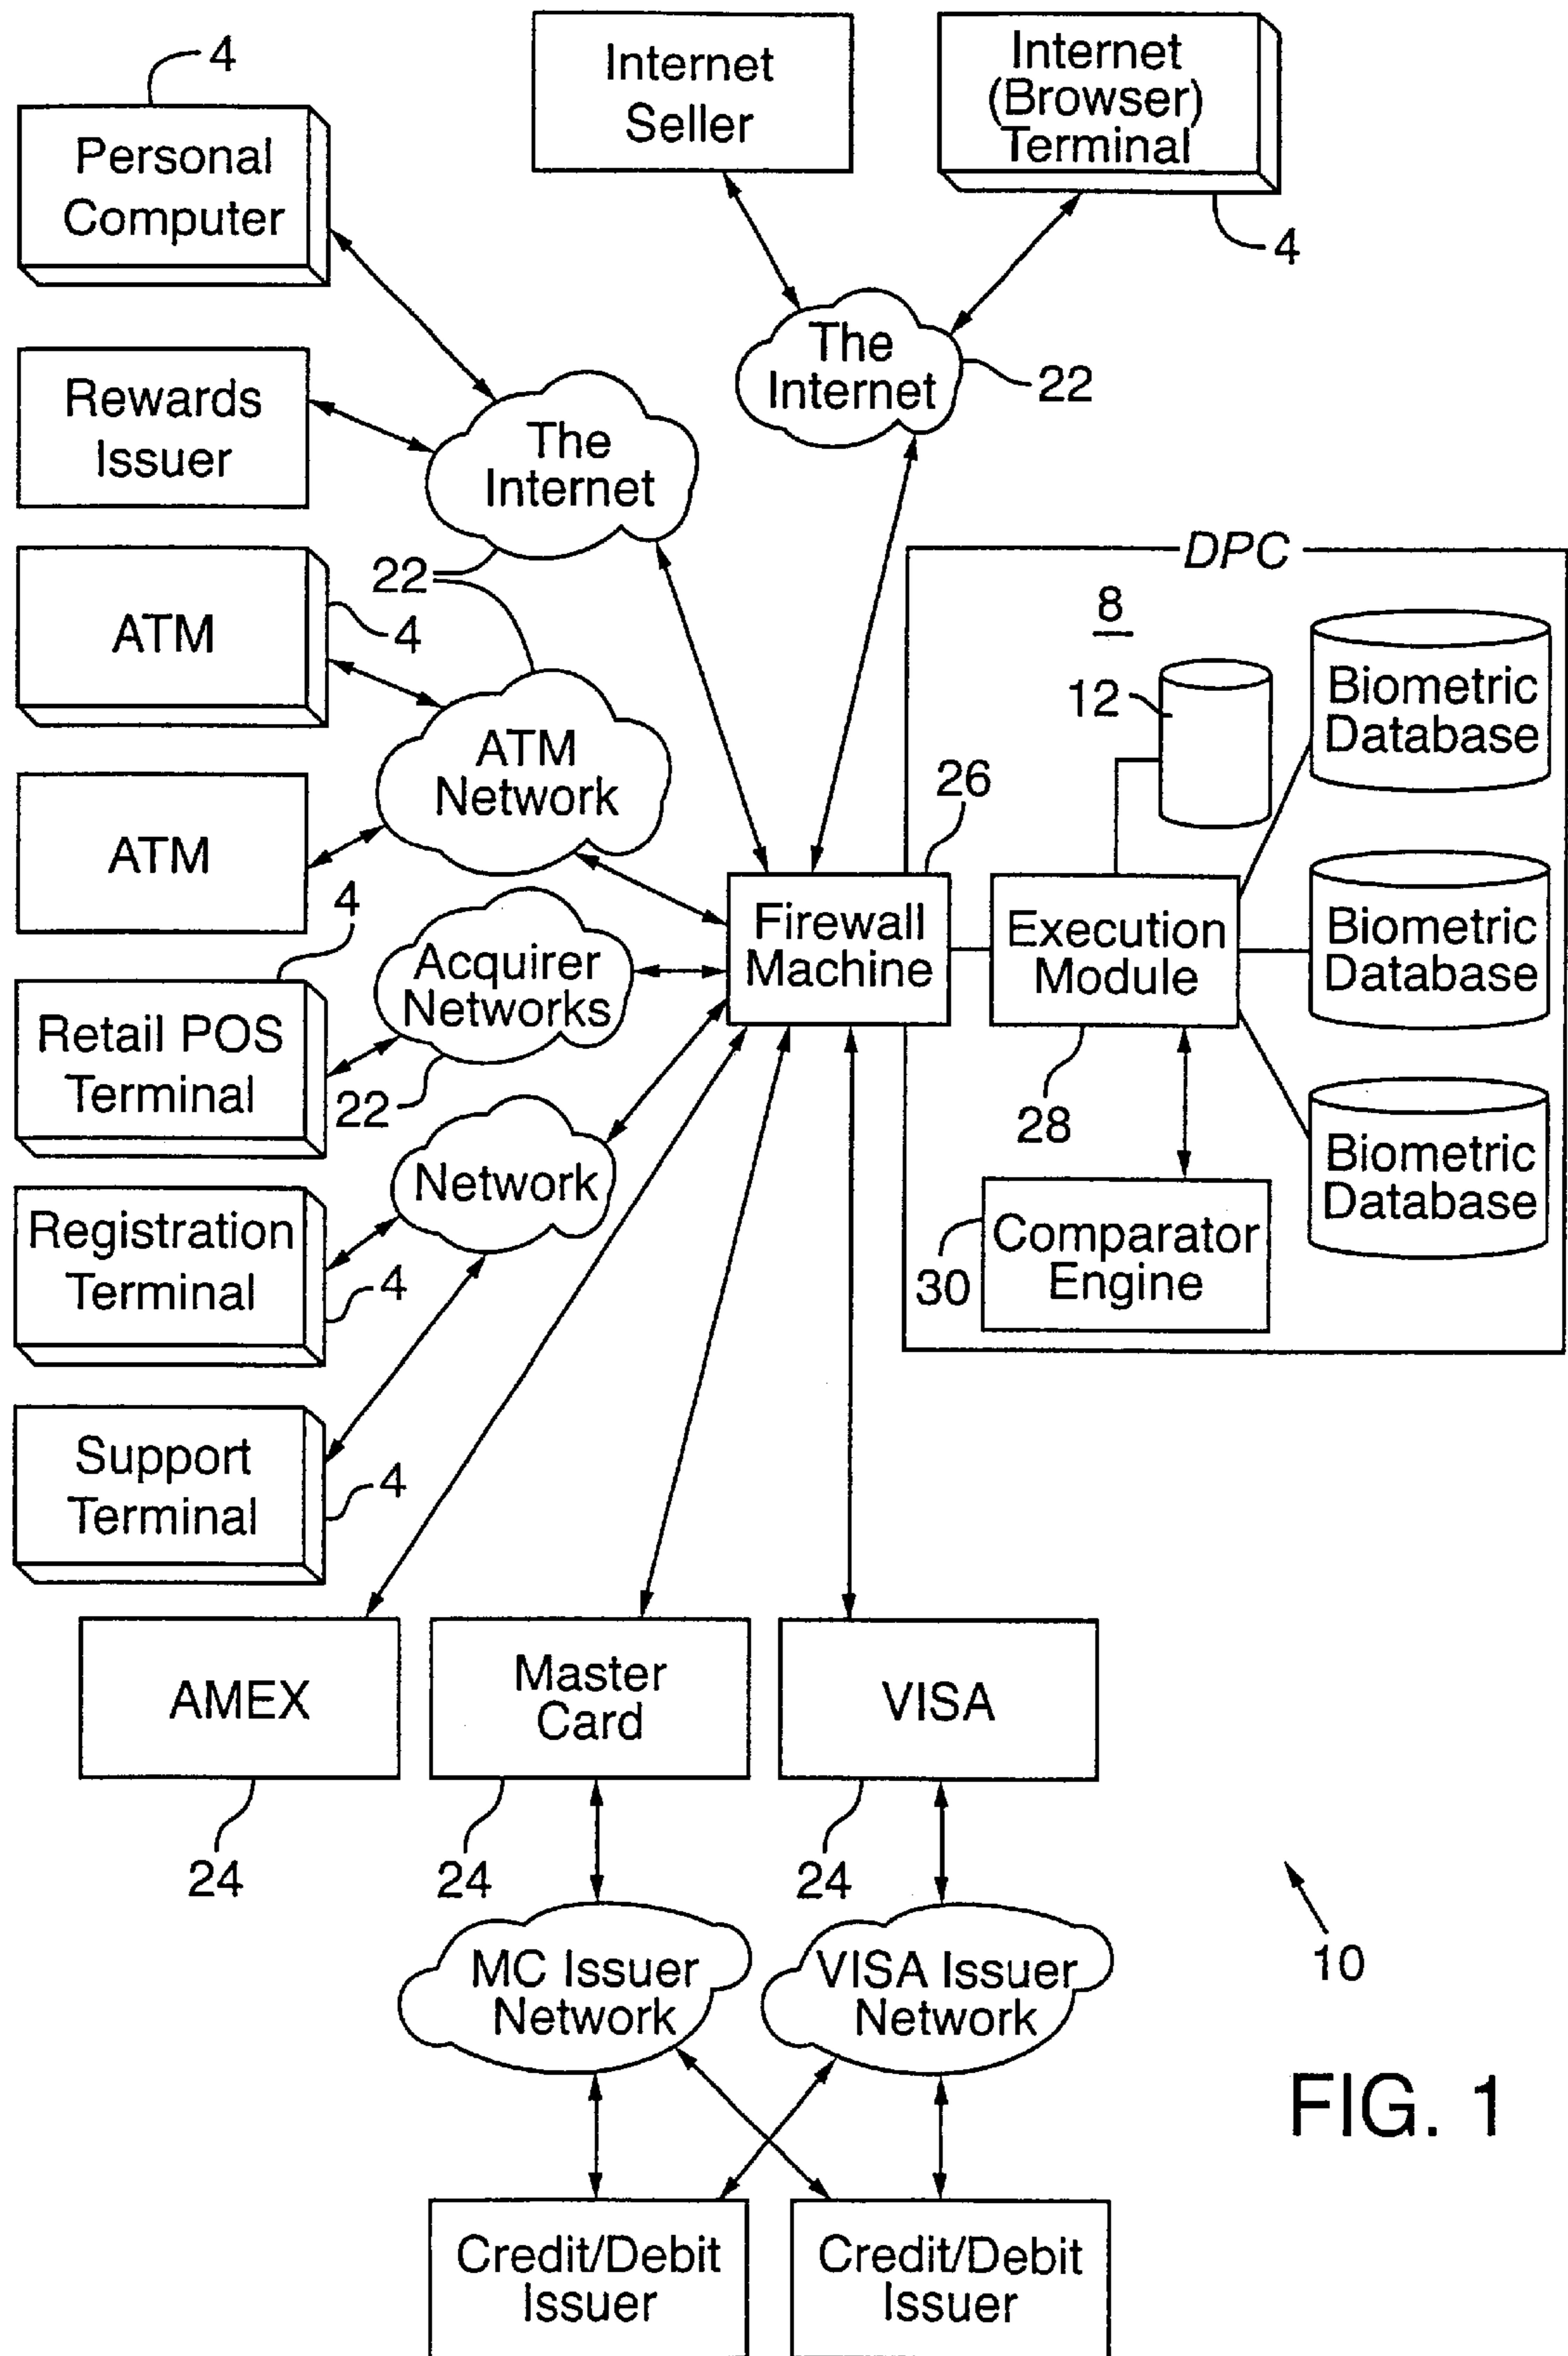 4
Personal
Computer
Internet
Seller
Internet
(Browser)
Terminal
4
The
Internet
22
Rewards
Issuer
The
Internet
22
ATM
4
ATM
Network
ATM
4
Acquirer
Networks
22
Retail POS
Terminal
Network
Registration
Terminal
4
Support
Terminal
4
Firewall
Machine
26
DPC
8
12
Biometric
Database
Execution
Module
28
Biometric
Database
Biometric
Database
Comparator
Engine
30
AMEX
24
Master
Card
24
VISA
24
MC Issuer
Network
VISA Issuer
Network
10
Credit/Debit
Issuer
Credit/Debit
Issuer
FIG. 1